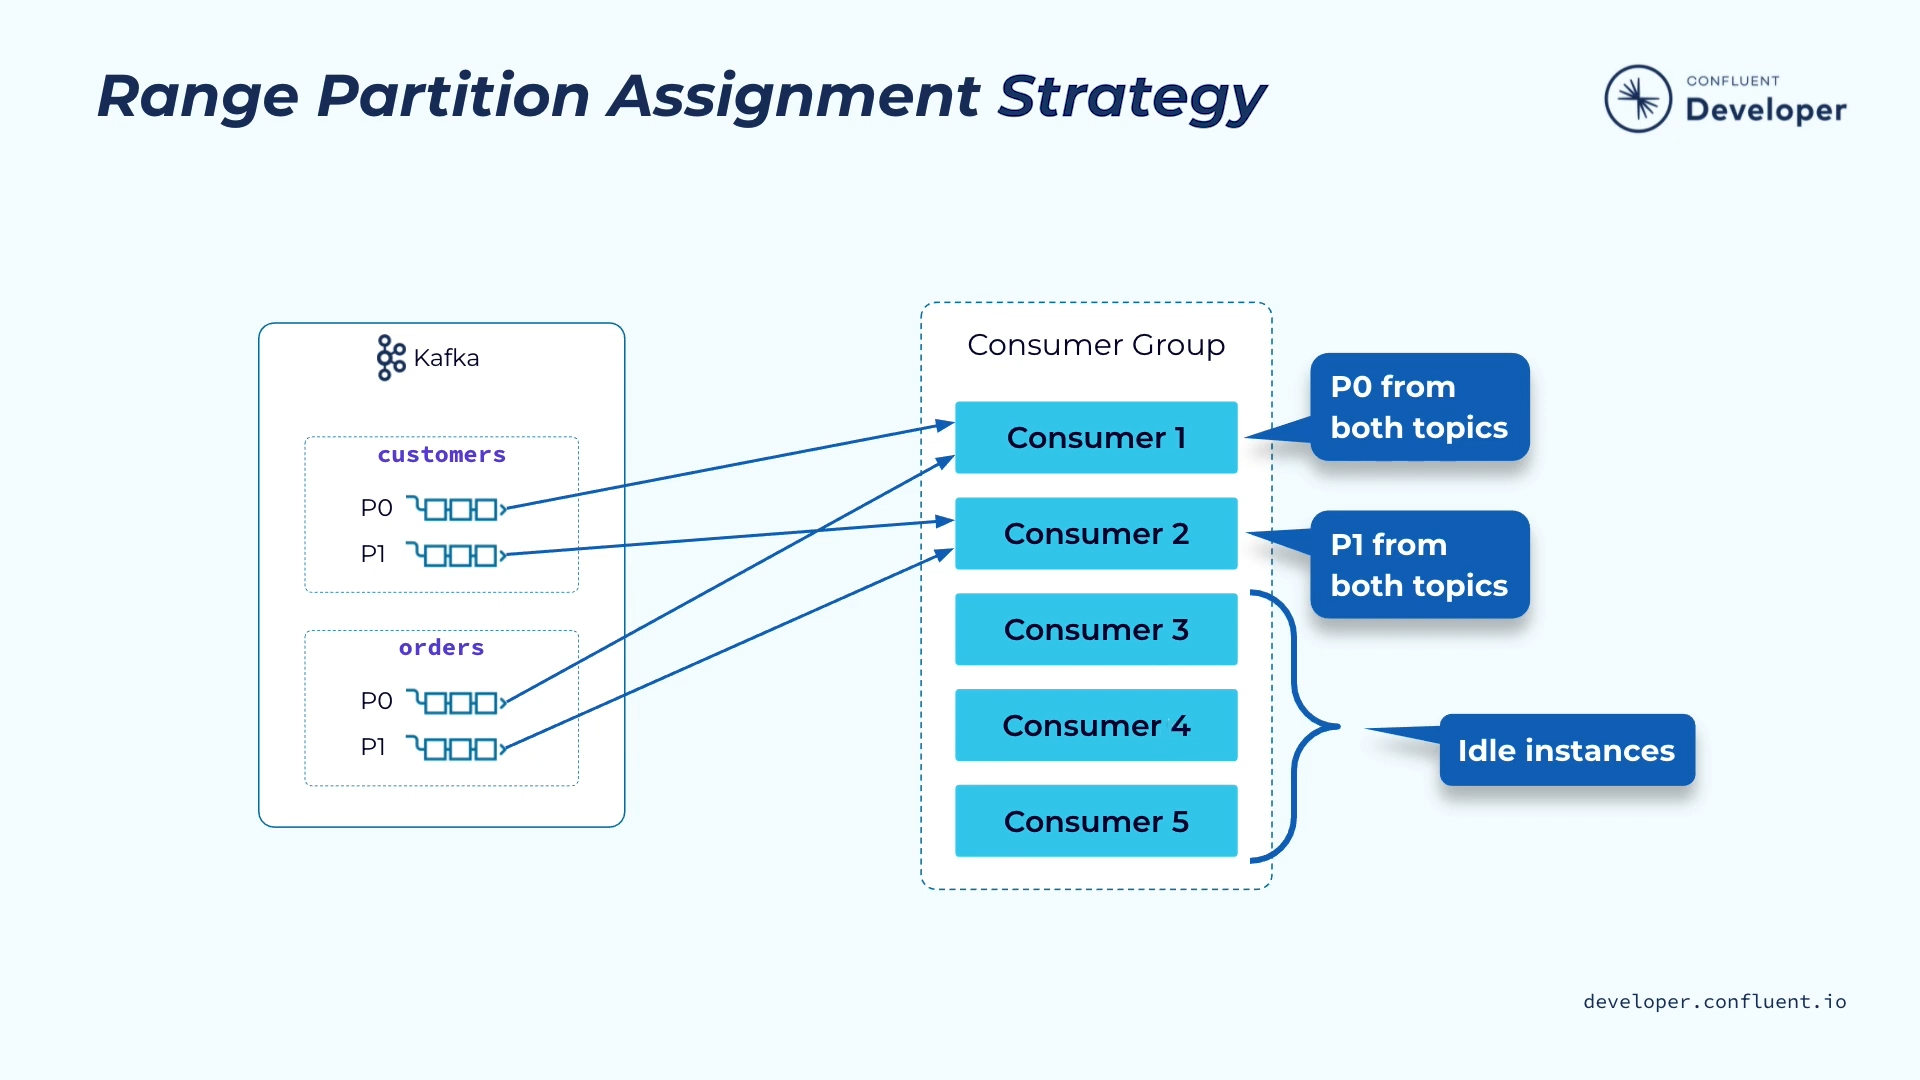 Range Partition Assignment Strategy
CONFLUENT
Developer
Kafka
customers
P0
P1
orders
P0
P1
Consumer Group
Consumer 1
Consumer 2
Consumer 3
Consumer 4
Consumer 5
P0 from
both topics
P1 from
both topics
Idle instances
developer.confluent.io